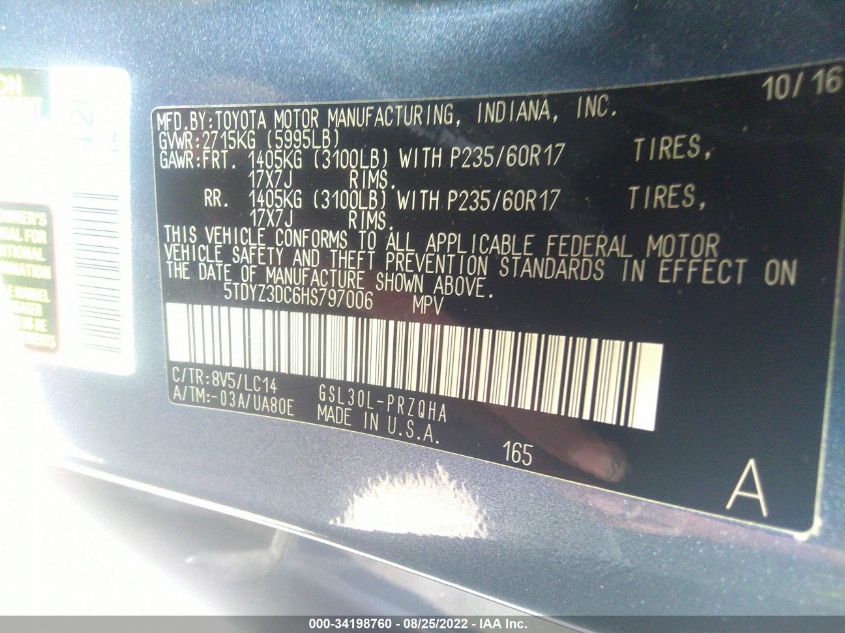 10/16
MFD.BY:TOYOTA MOTOR MANUFACTURING, INDIANA, INC.
GVWR:2715KG (5995LB)
GAWR:FRT. 1405KG (3100LB) WITH P235/60R17 TIRES,
17X7J RIMS.
RR. 1405KG (3100LB) WITH P235/60R17 TIRES,
17X7J RIMS.
THIS VEHICLE CONFORMS TO ALL APPLICABLE FEDERAL MOTOR
VEHICLE SAFETY AND THEFT PREVENTION STANDARDS IN EFFECT ON
THE DATE OF MANUFACTURE SHOWN ABOVE.
5TDYZ3DC6HS797006 MPV
C/TR:8V5/LC14 GSL30L-PRZQHA
A/TM:-03A/UA80E MADE IN U.S.A.
165
A
OWNER'S
FOR
000-34198760 - 08/25/2022 - IAA Inc.